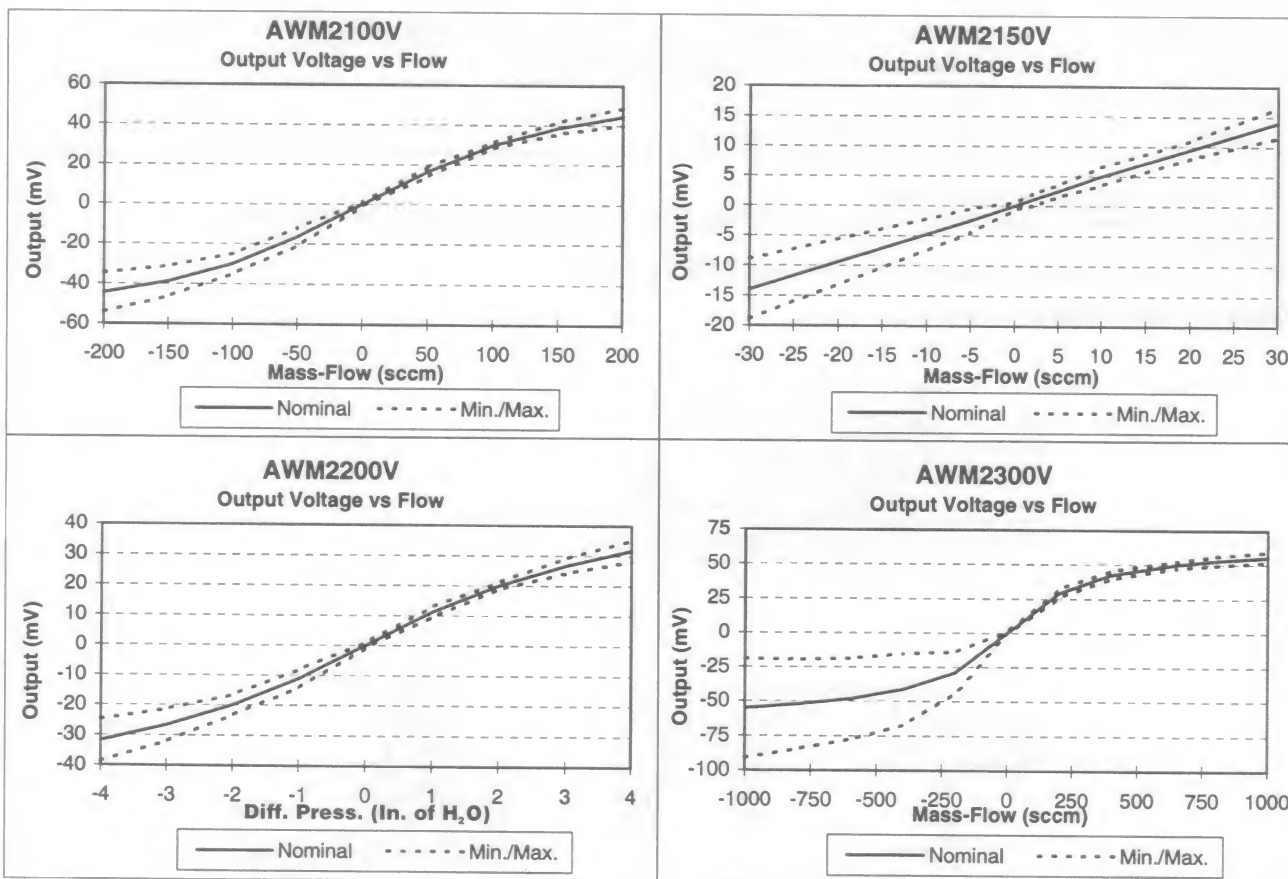 AWM2100V
Output Voltage vs Flow
60
40
20
0
-20
-40
-60
Output (mV)
-200 -150 -100 -50 0 50 100 150 200
Mass-Flow (sccm)
Nominal Min./Max.
AWM2150V
Output Voltage vs Flow
20
15
10
5
0
-5
-10
-15
-20
Output (mV)
-30 -25 -20 -15 -10 -5 0 5 10 15 20 25 30
Mass-Flow (sccm)
Nominal Min./Max.
AWM2200V
Output Voltage vs Flow
40
30
20
10
0
-10
-20
-30
-40
Output (mV)
-4 -3 -2 -1 0 1 2 3 4
Diff. Press. (In. of H₂O)
Nominal Min./Max.
AWM2300V
Output Voltage vs Flow
75
50
25
0
-25
-50
-75
-100
Output (mV)
-1000 -750 -500 -250 0 250 500 750 1000
Mass-Flow (sccm)
Nominal Min./Max.